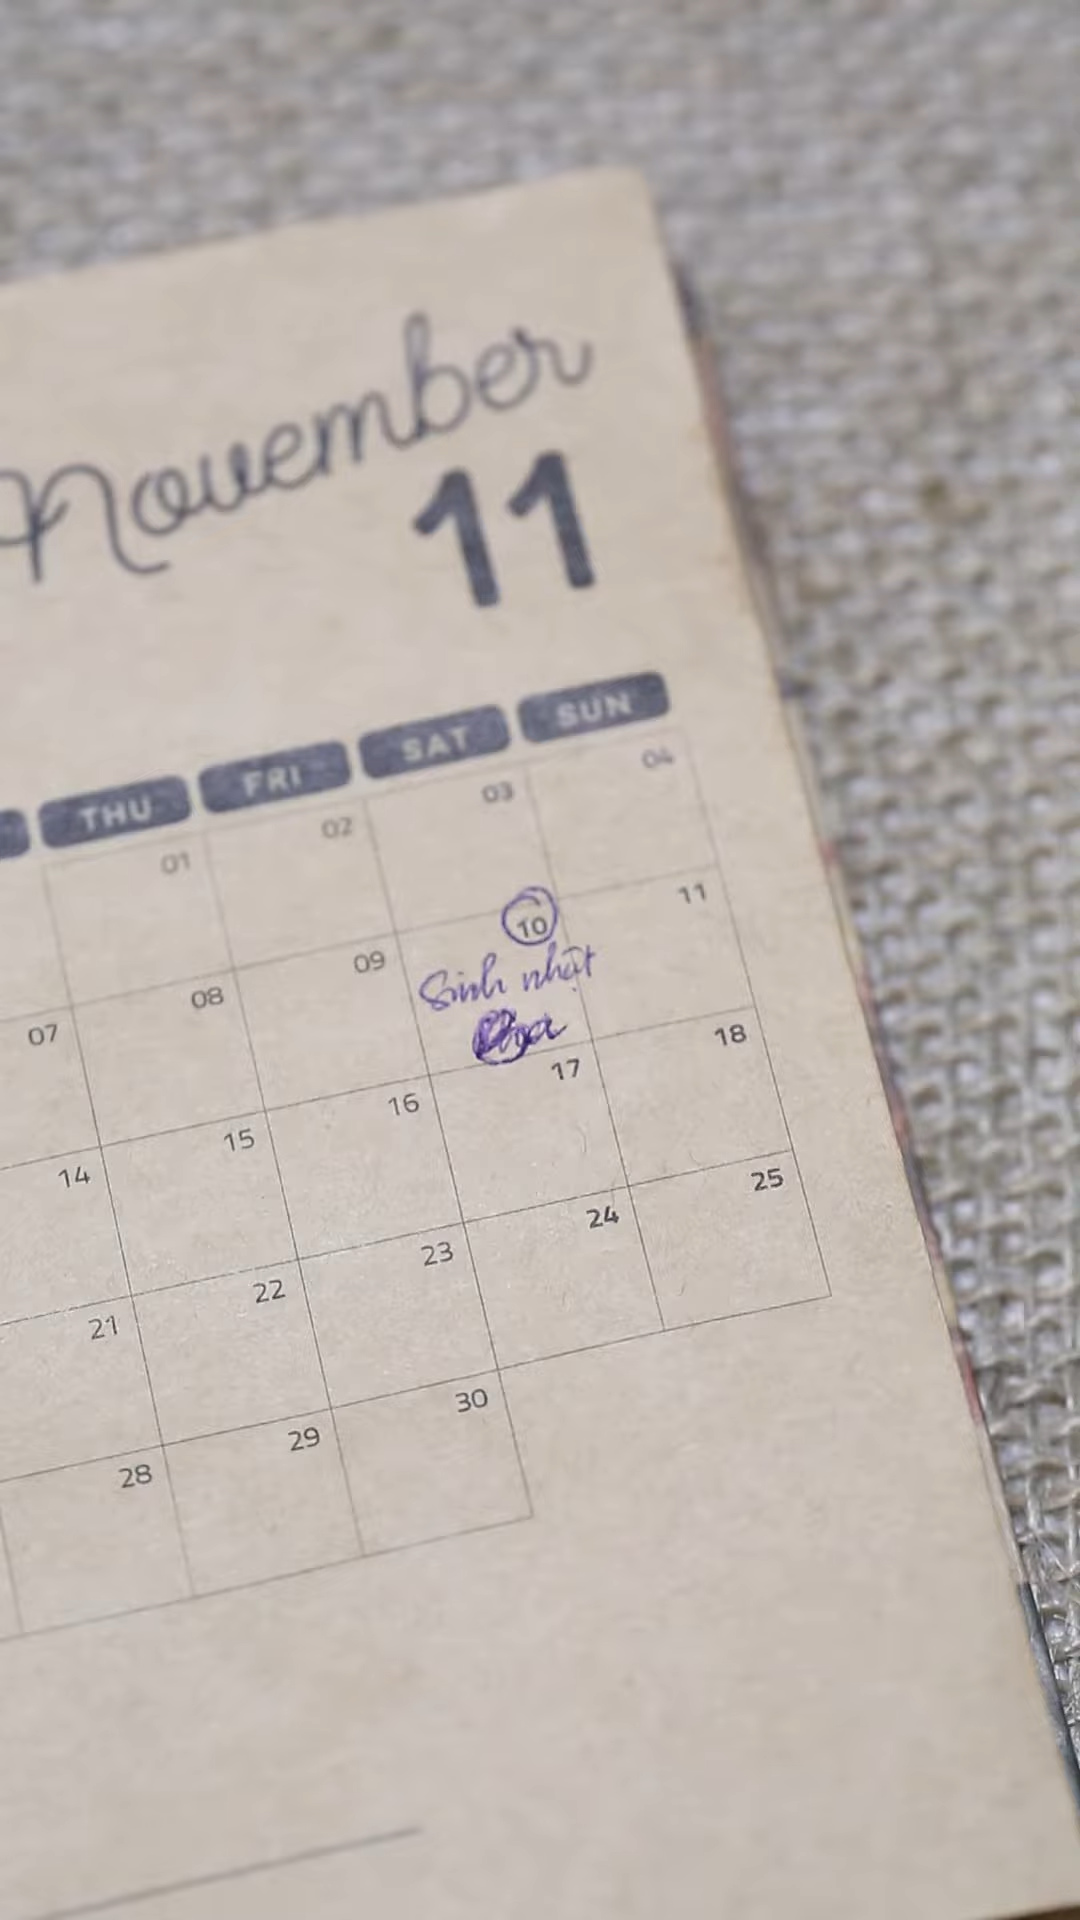 November
11
THU FRI SAT SUN
01 02 03 04
07 08 09 10 11
Sinh nhật
14 15 16 17 18
21 22 23 24 25
28 29 30